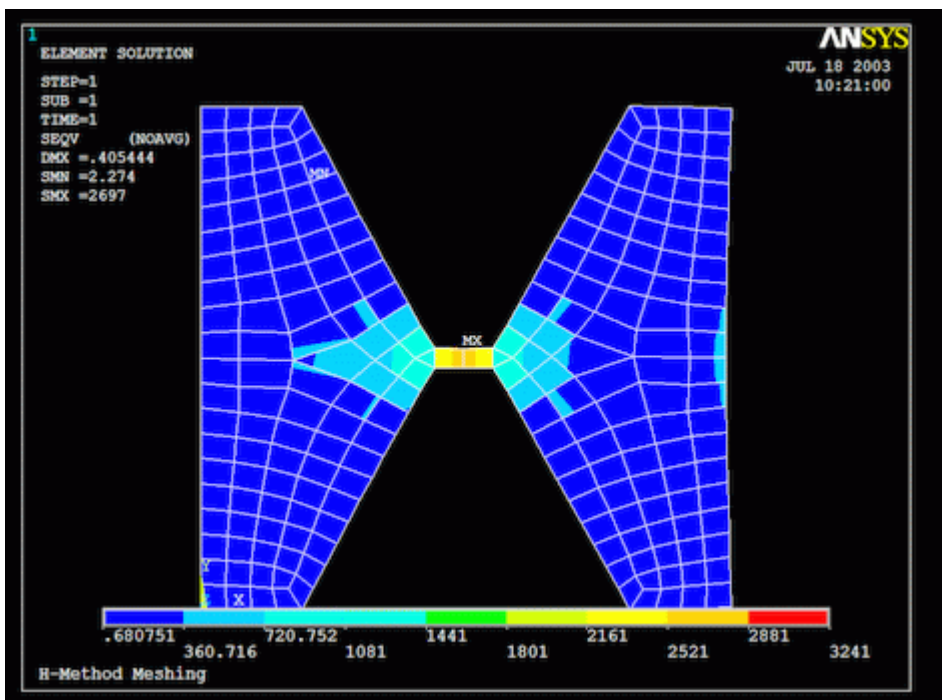 1
ELEMENT SOLUTION
STEP=1
SUB =1
TIME=1
SEQV (NOAVG)
DMX =.405444
SMN =2.274
SMX =2697
ANSYS
JUL 18 2003
10:21:00
MN
MX
Y
X
.680751 720.752 1441 2161 2881
360.716 1081 1801 2521 3241
H-Method Meshing